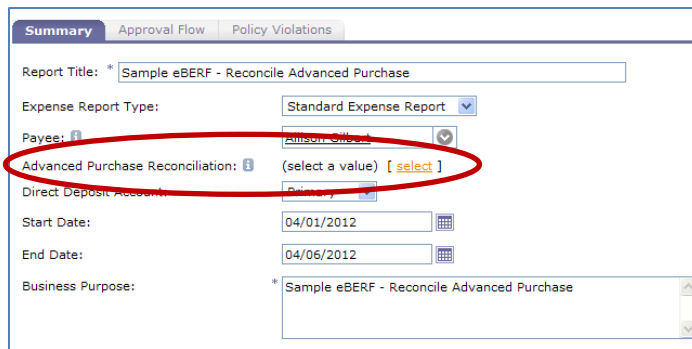 Summary Approval Flow Policy Violations
Report Title: * Sample eBERF - Reconcile Advanced Purchase
Expense Report Type: Standard Expense Report
Payee: Allison Gilbert
Advanced Purchase Reconciliation: (select a value) [ select ]
Direct Deposit Account: Primary
Start Date: 04/01/2012
End Date: 04/06/2012
Business Purpose: * Sample eBERF - Reconcile Advanced Purchase